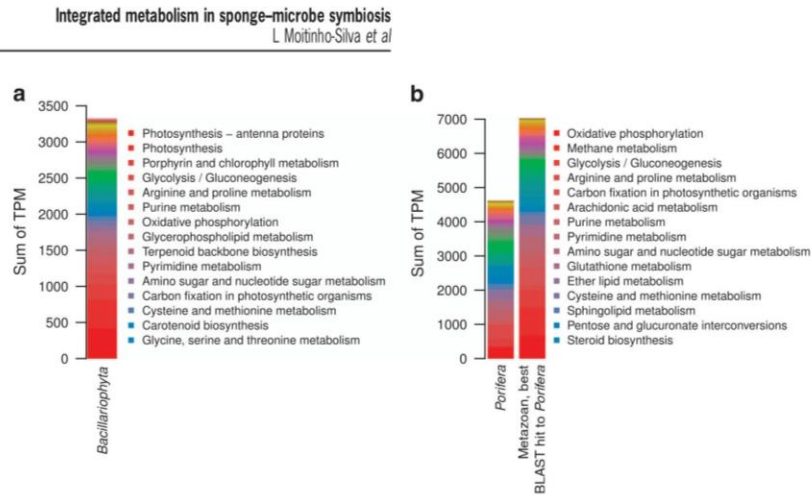 Integrated metabolism in sponge–microbe symbiosis
L Moitinho-Silva et al
a
3500
3000
2500
2000
1500
1000
500
0
Sum of TPM
Photosynthesis – antenna proteins
Photosynthesis
Porphyrin and chlorophyll metabolism
Glycolysis / Gluconeogenesis
Arginine and proline metabolism
Purine metabolism
Oxidative phosphorylation
Glycerophospholipid metabolism
Terpenoid backbone biosynthesis
Pyrimidine metabolism
Amino sugar and nucleotide sugar metabolism
Carbon fixation in photosynthetic organisms
Cysteine and methionine metabolism
Carotenoid biosynthesis
Glycine, serine and threonine metabolism
Bacillariophyta
b
7000
6000
5000
4000
3000
2000
1000
0
Sum of TPM
Oxidative phosphorylation
Methane metabolism
Glycolysis / Gluconeogenesis
Arginine and proline metabolism
Carbon fixation in photosynthetic organisms
Arachidonic acid metabolism
Purine metabolism
Pyrimidine metabolism
Amino sugar and nucleotide sugar metabolism
Glutathione metabolism
Ether lipid metabolism
Cysteine and methionine metabolism
Sphingolipid metabolism
Pentose and glucuronate interconversions
Steroid biosynthesis
Porifera
Metazoan, best
BLAST hit to Porifera